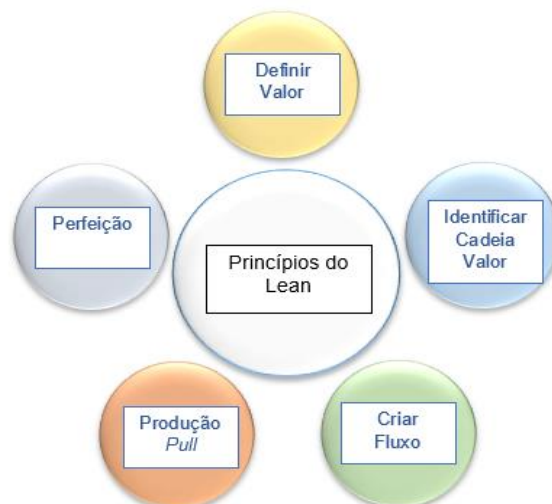 Definir
Valor
Perfeição
Identificar
Cadeia
Valor
Princípios do
Lean
Produção
Pull
Criar
Fluxo